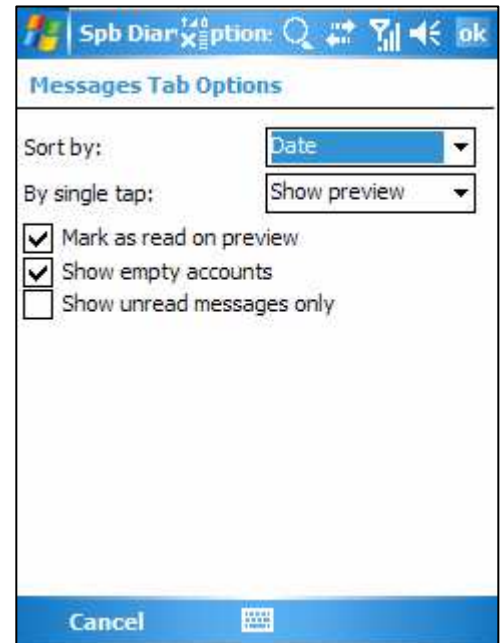 Spb Diar ption: ok
Messages Tab Options
Sort by: Date
By single tap: Show preview
Mark as read on preview
Show empty accounts
Show unread messages only
Cancel